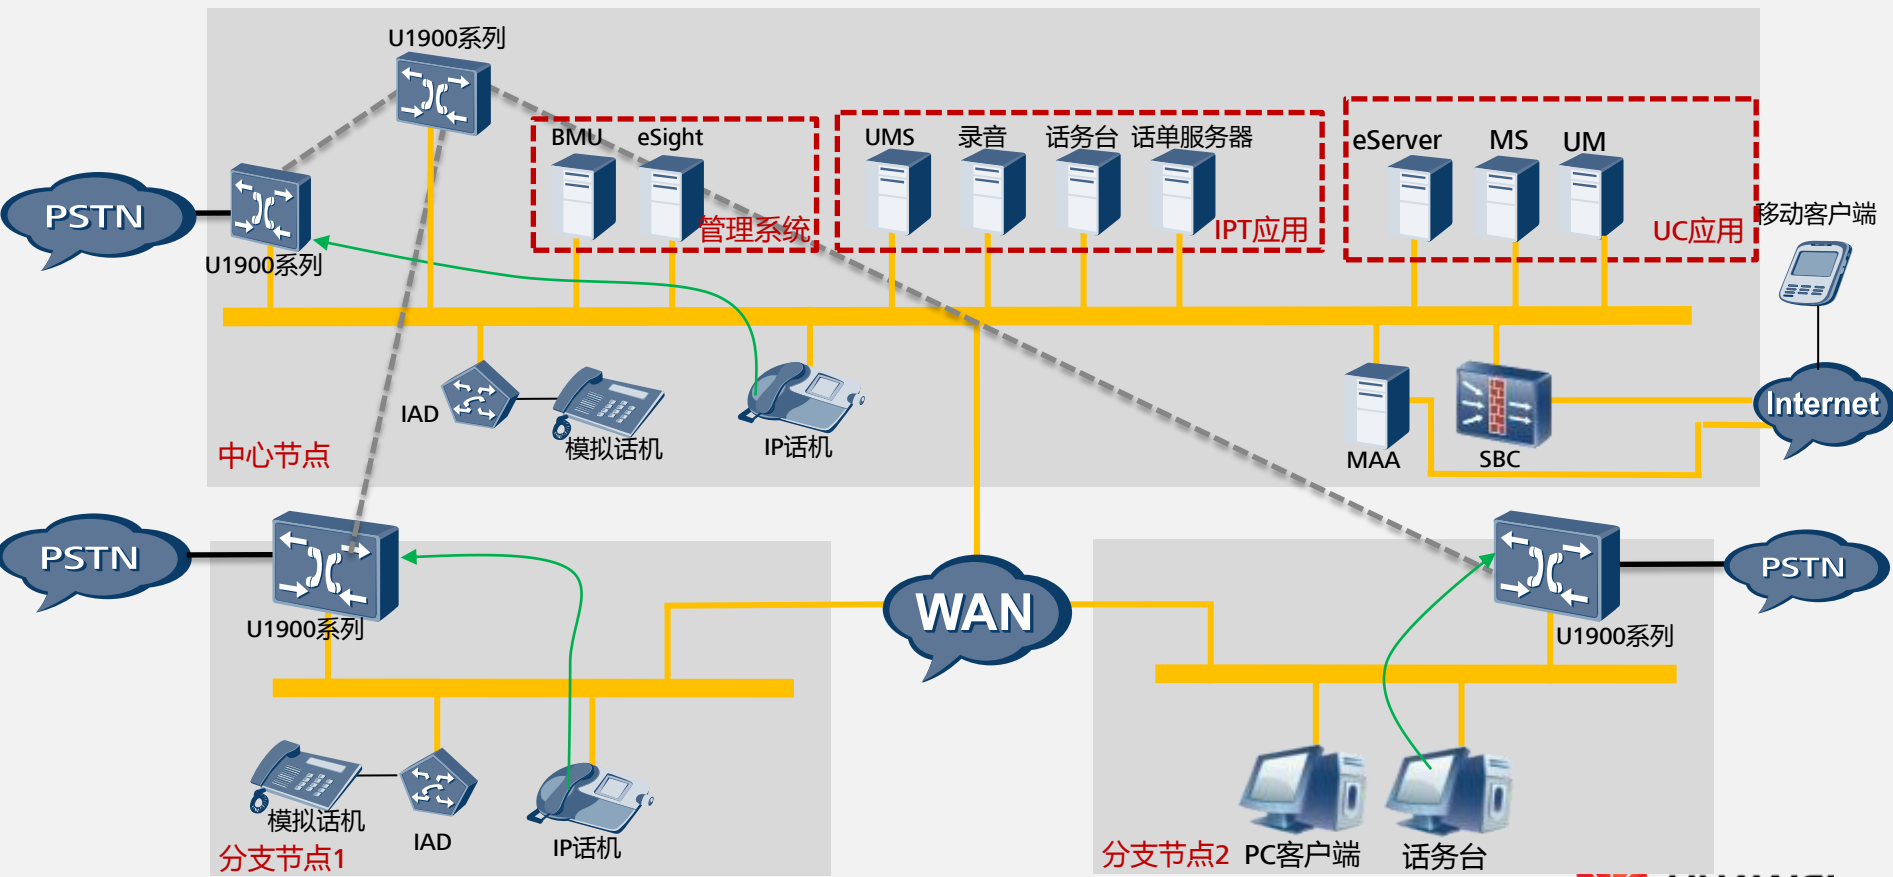 U1900系列
BMU
eSight
UMS
录音
话务台
话单服务器
eServer
MS
UM
PSTN
管理系统
IPT应用
UC应用
移动客户端
U1900系列
IAD
模拟话机
IP话机
MAA
SBC
Internet
中心节点
PSTN
U1900系列
WAN
PSTN
U1900系列
模拟话机
IAD
IP话机
分支节点1
分支节点2
PC客户端
话务台